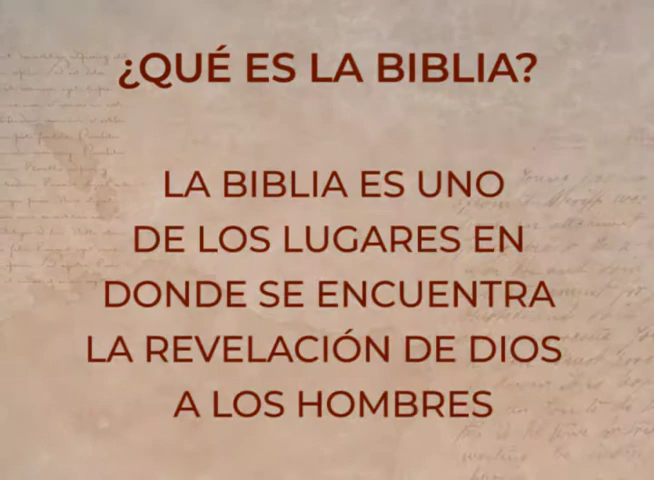 ¿QUÉ ES LA BIBLIA?
LA BIBLIA ES UNO
DE LOS LUGARES EN
DONDE SE ENCUENTRA
LA REVELACIÓN DE DIOS
A LOS HOMBRES